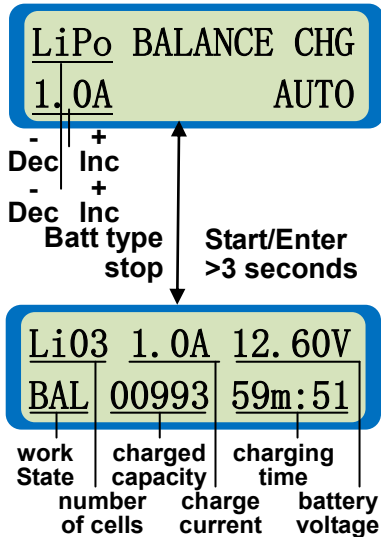 LiPo BALANCE CHG
1.0A AUTO
- +
Dec Inc
- +
Dec Inc
Batt type Start/Enter
stop >3 seconds
Li03 1.0A 12.60V
BAL 00993 59m:51
work charged charging
State capacity time
number charge battery
of cells current voltage